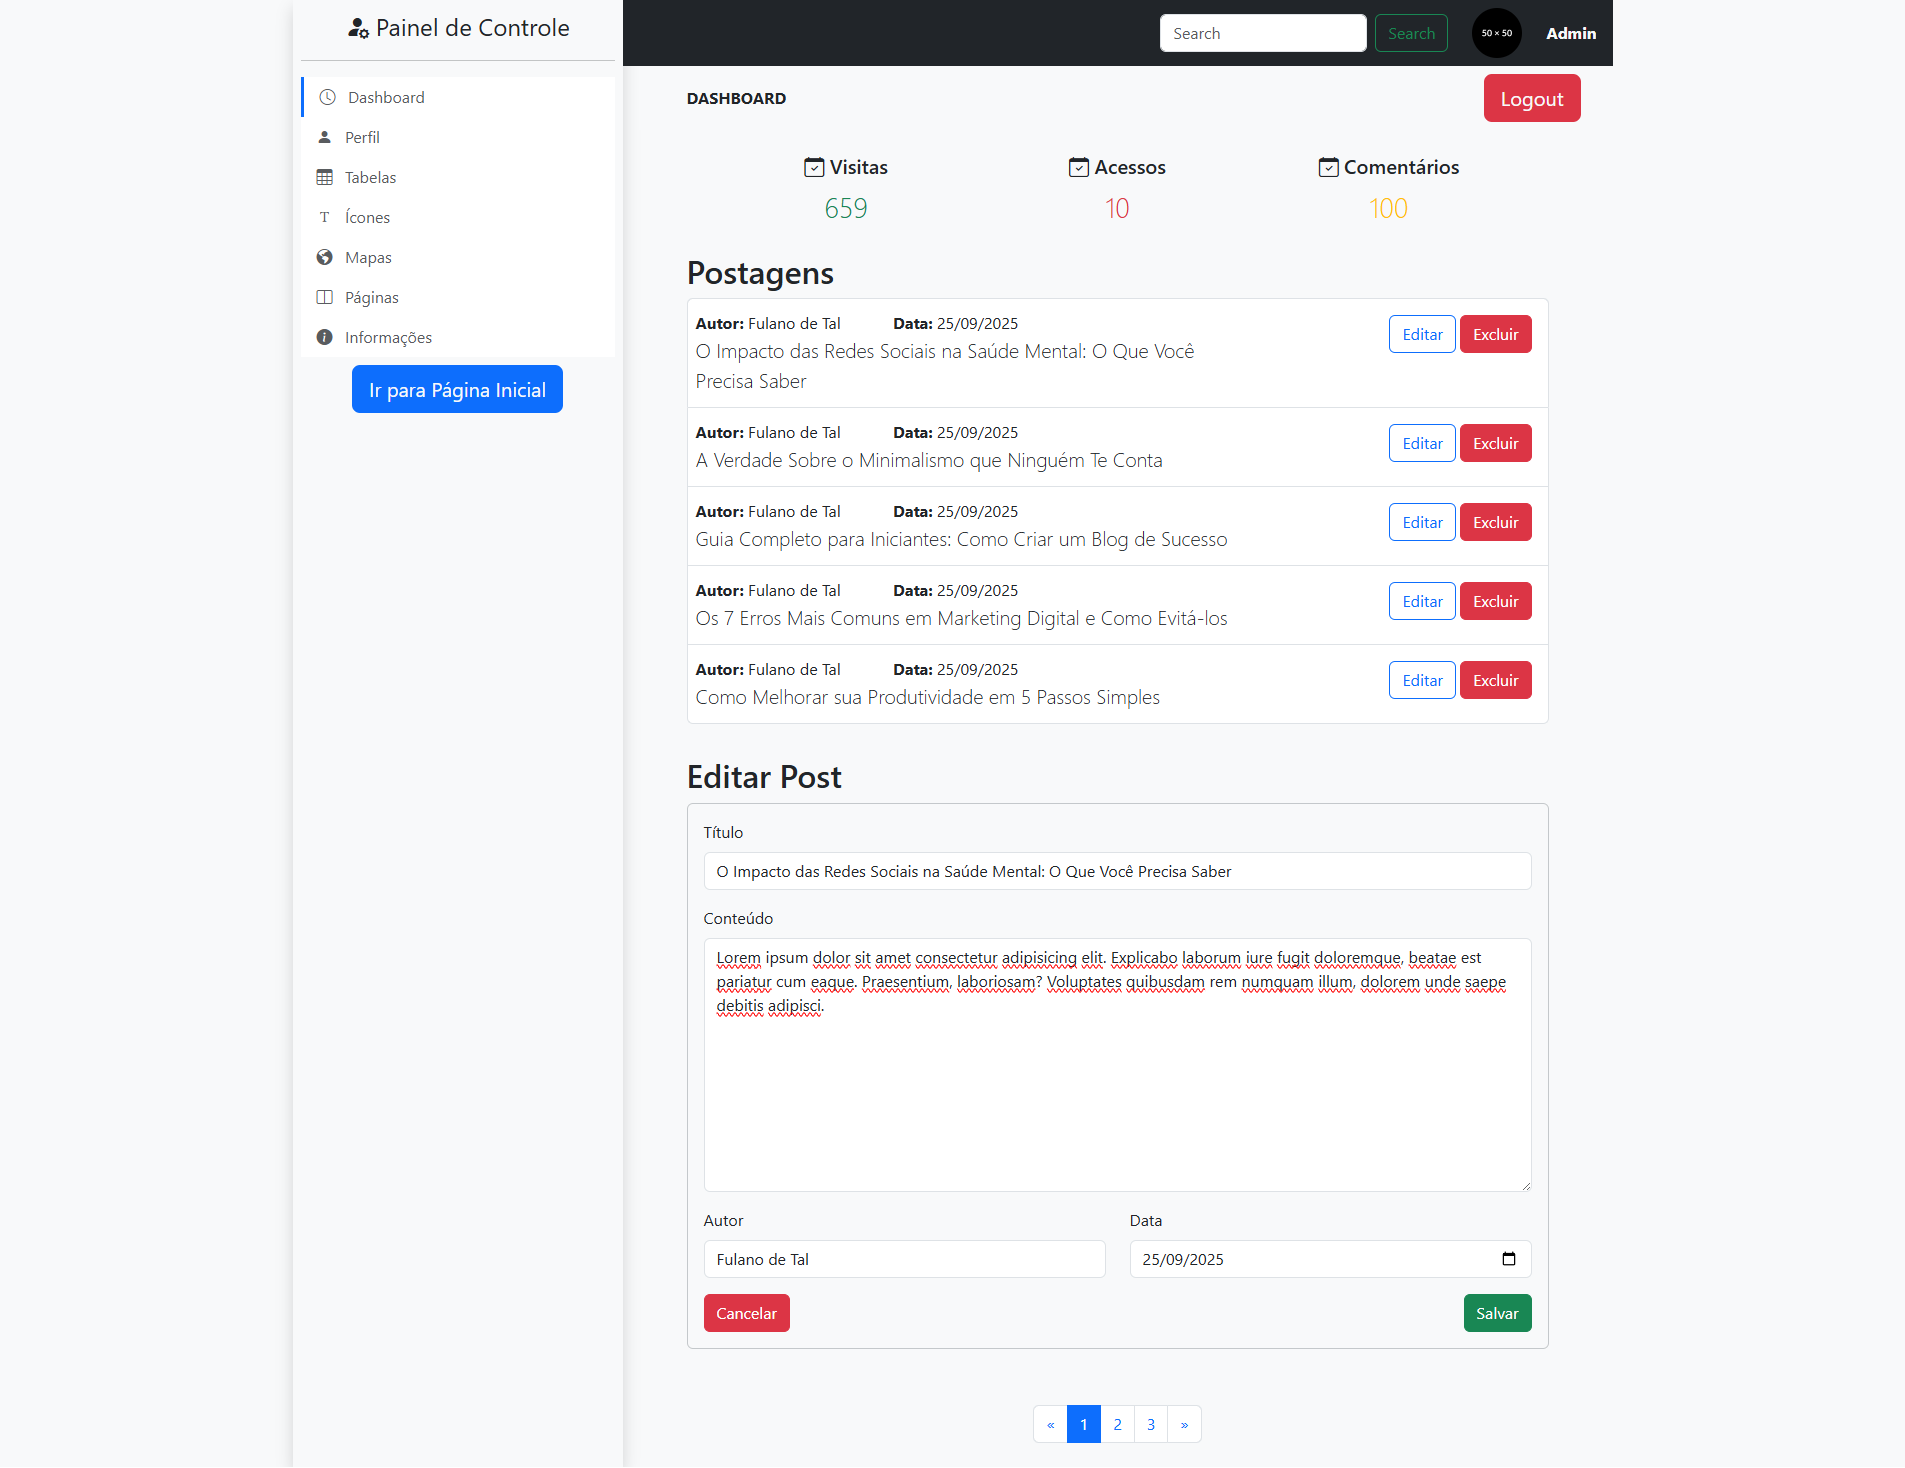 Painel de Controle
Dashboard
Perfil
Tabelas
Ícones
Mapas
Páginas
Informações
Ir para Página Inicial
Search
Search
50 × 50
Admin
DASHBOARD
Logout
Visitas
659
Acessos
10
Comentários
100
Postagens
Autor: Fulano de Tal Data: 25/09/2025
O Impacto das Redes Sociais na Saúde Mental: O Que Você
Precisa Saber
Editar Excluir
Autor: Fulano de Tal Data: 25/09/2025
A Verdade Sobre o Minimalismo que Ninguém Te Conta
Editar Excluir
Autor: Fulano de Tal Data: 25/09/2025
Guia Completo para Iniciantes: Como Criar um Blog de Sucesso
Editar Excluir
Autor: Fulano de Tal Data: 25/09/2025
Os 7 Erros Mais Comuns em Marketing Digital e Como Evitá-los
Editar Excluir
Autor: Fulano de Tal Data: 25/09/2025
Como Melhorar sua Produtividade em 5 Passos Simples
Editar Excluir
Editar Post
Título
O Impacto das Redes Sociais na Saúde Mental: O Que Você Precisa Saber
Conteúdo
Lorem ipsum dolor sit amet consectetur adipisicing elit. Explicabo laborum iure fugit doloremque, beatae est
pariatur cum eaque. Praesentium, laboriosam? Voluptates quibusdam rem numquam illum, dolorem unde saepe
debitis adipisci.
Autor
Fulano de Tal
Data
25/09/2025
Cancelar
Salvar
« 1 2 3 »